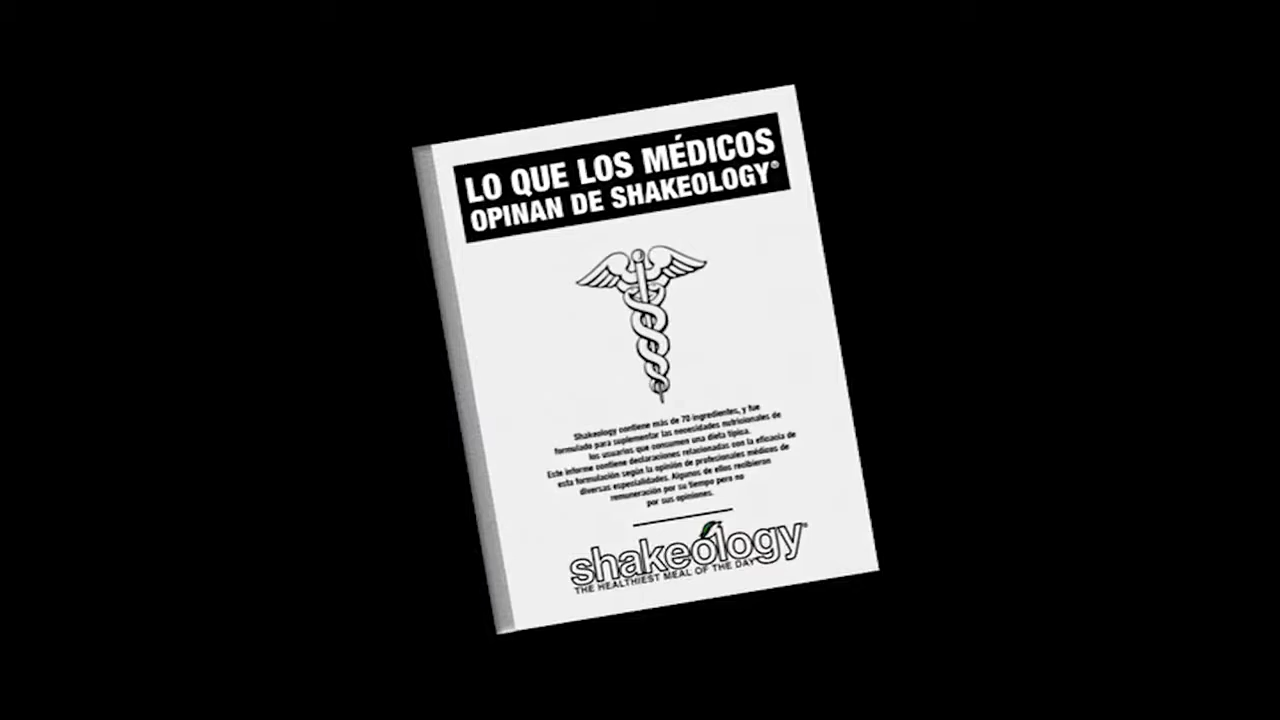 LO QUE LOS MÉDICOS
OPINAN DE SHAKEOLOGY®
Shakeology contiene más de 70 ingredientes, y fue
formulado para suplementar las necesidades nutricionales de
los usuarios que consumen una dieta típica.
Este informe contiene declaraciones relacionadas con la eficacia de
esta formulación según la opinión de profesionales médicos de
diversas especialidades. Algunos de ellos recibieron
remuneración por su tiempo pero no
por sus opiniones.
shakeology®
THE HEALTHIEST MEAL OF THE DAY